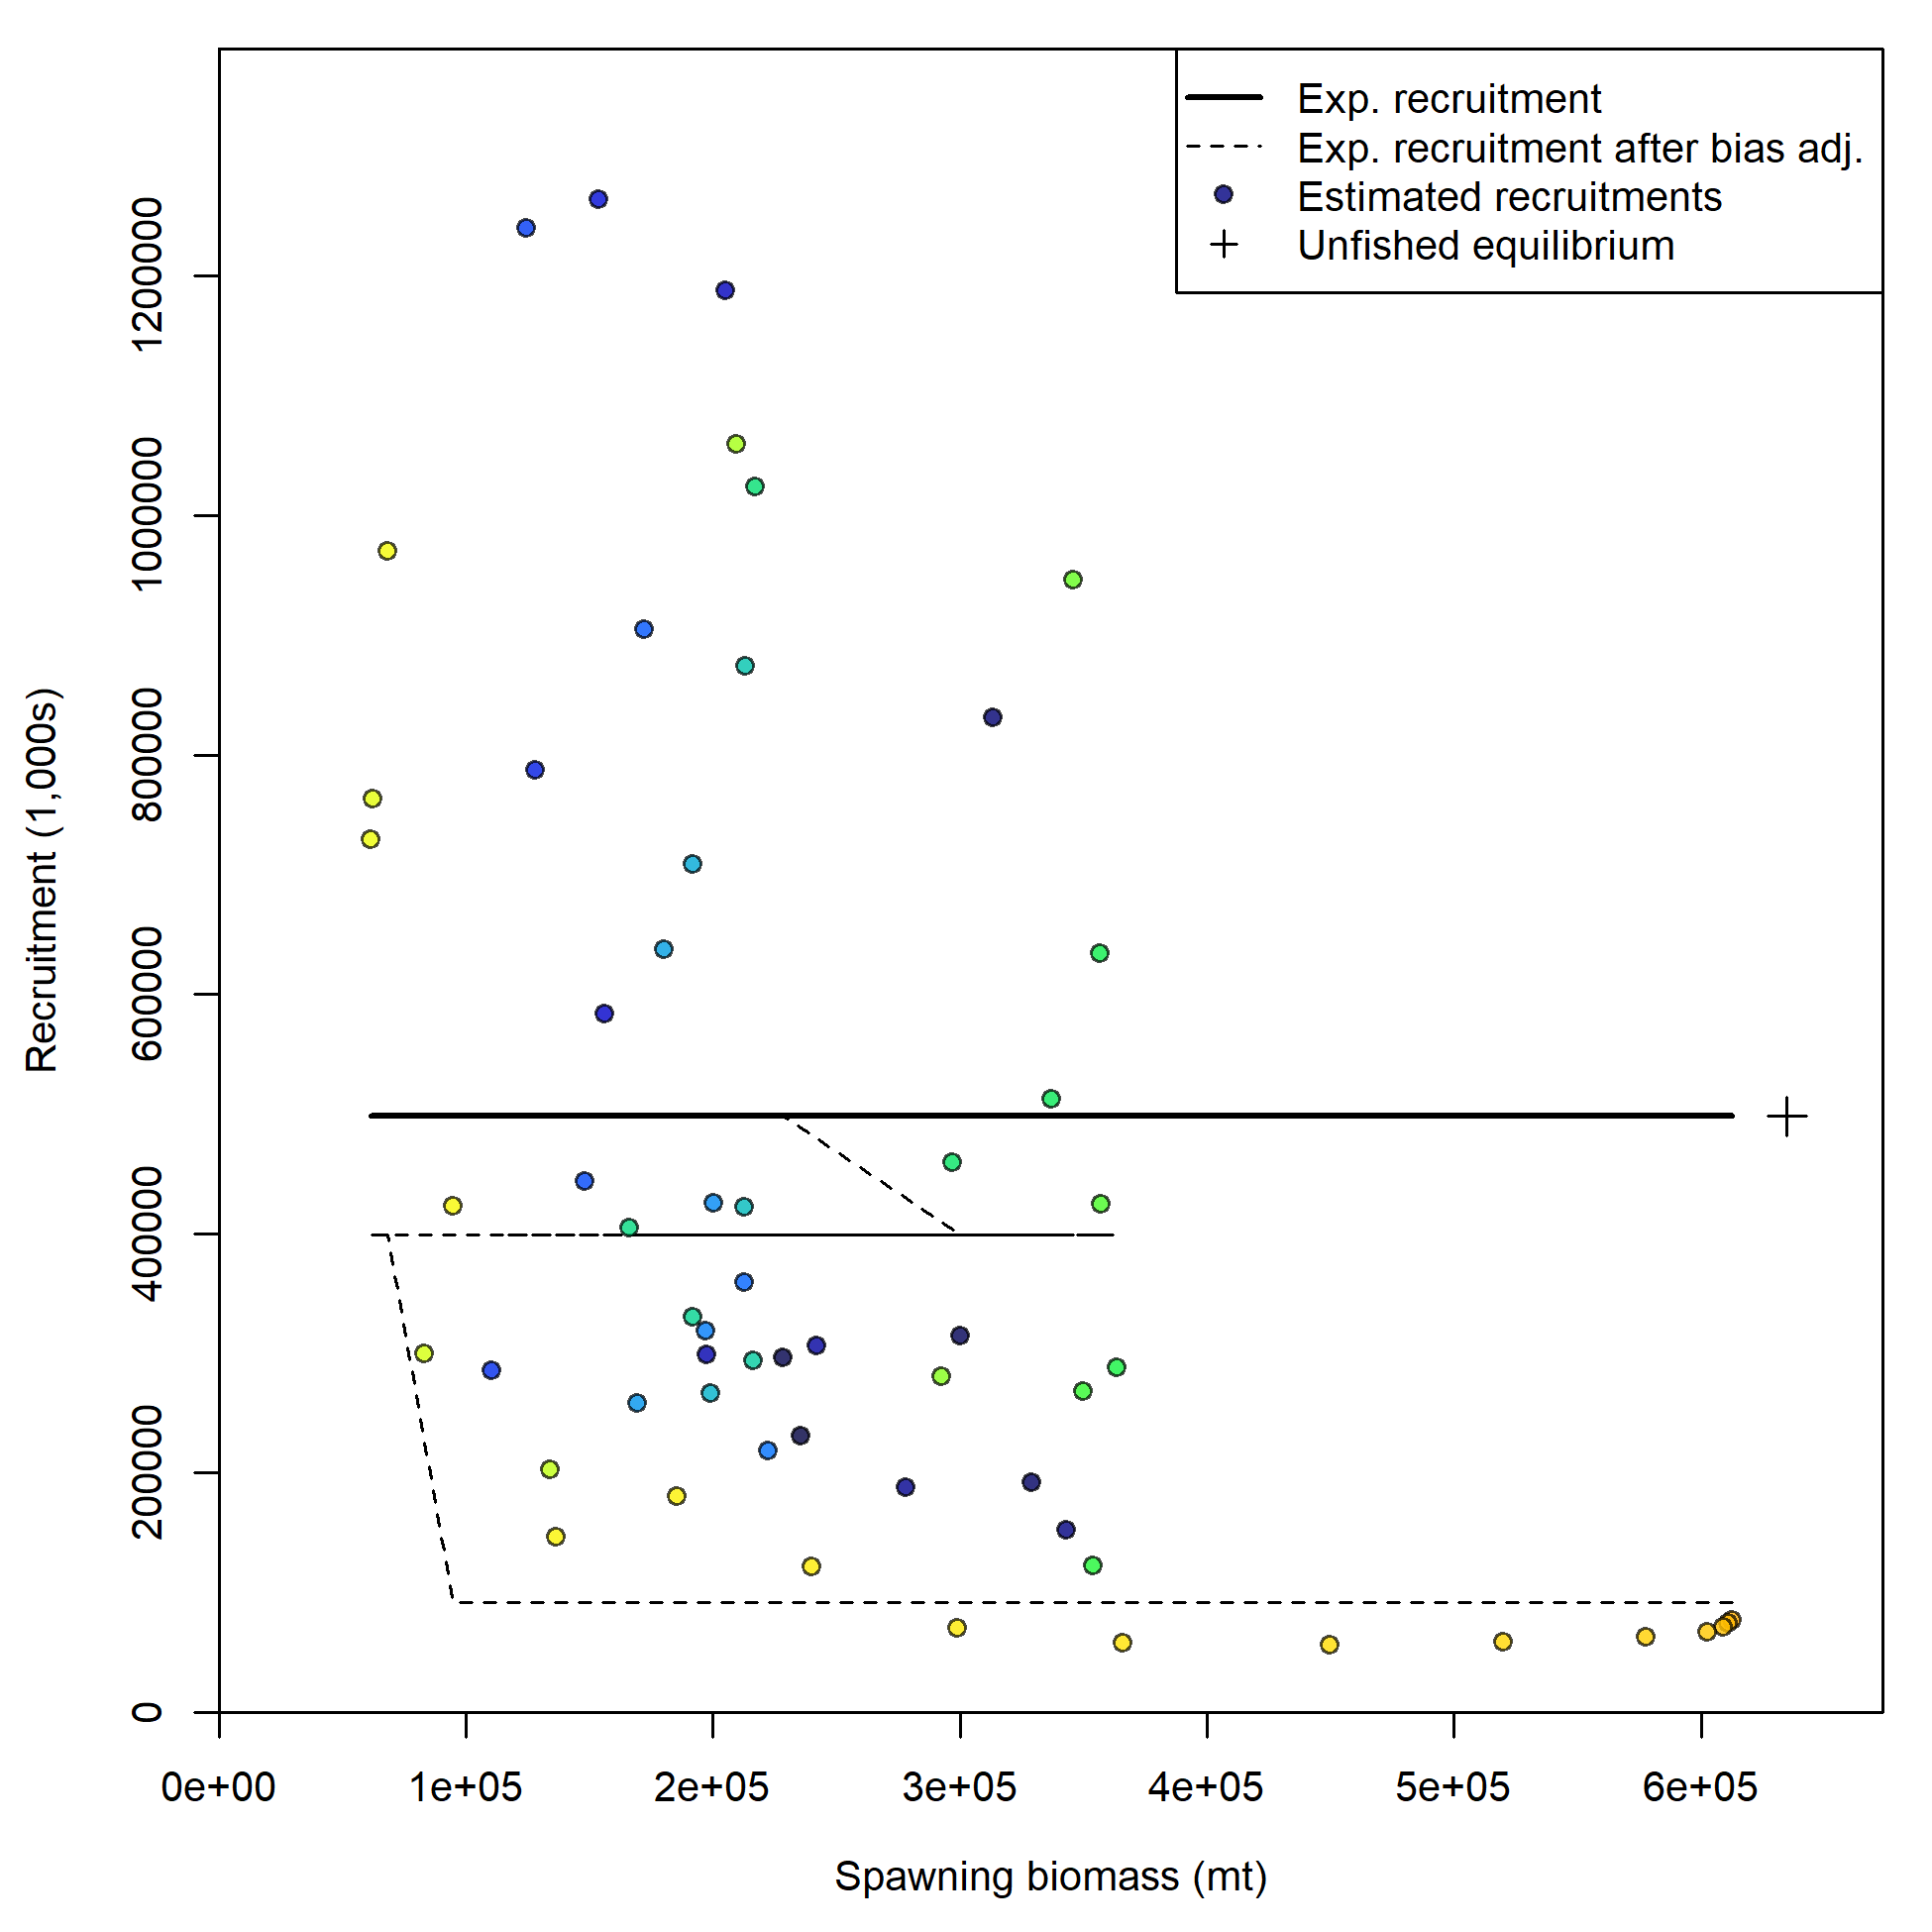 Exp. recruitment
Exp. recruitment after bias adj.
Estimated recruitments
Unfished equilibrium
Recruitment (1,000s)
1200000
1000000
800000
600000
400000
200000
0
0e+00 1e+05 2e+05 3e+05 4e+05 5e+05 6e+05
Spawning biomass (mt)